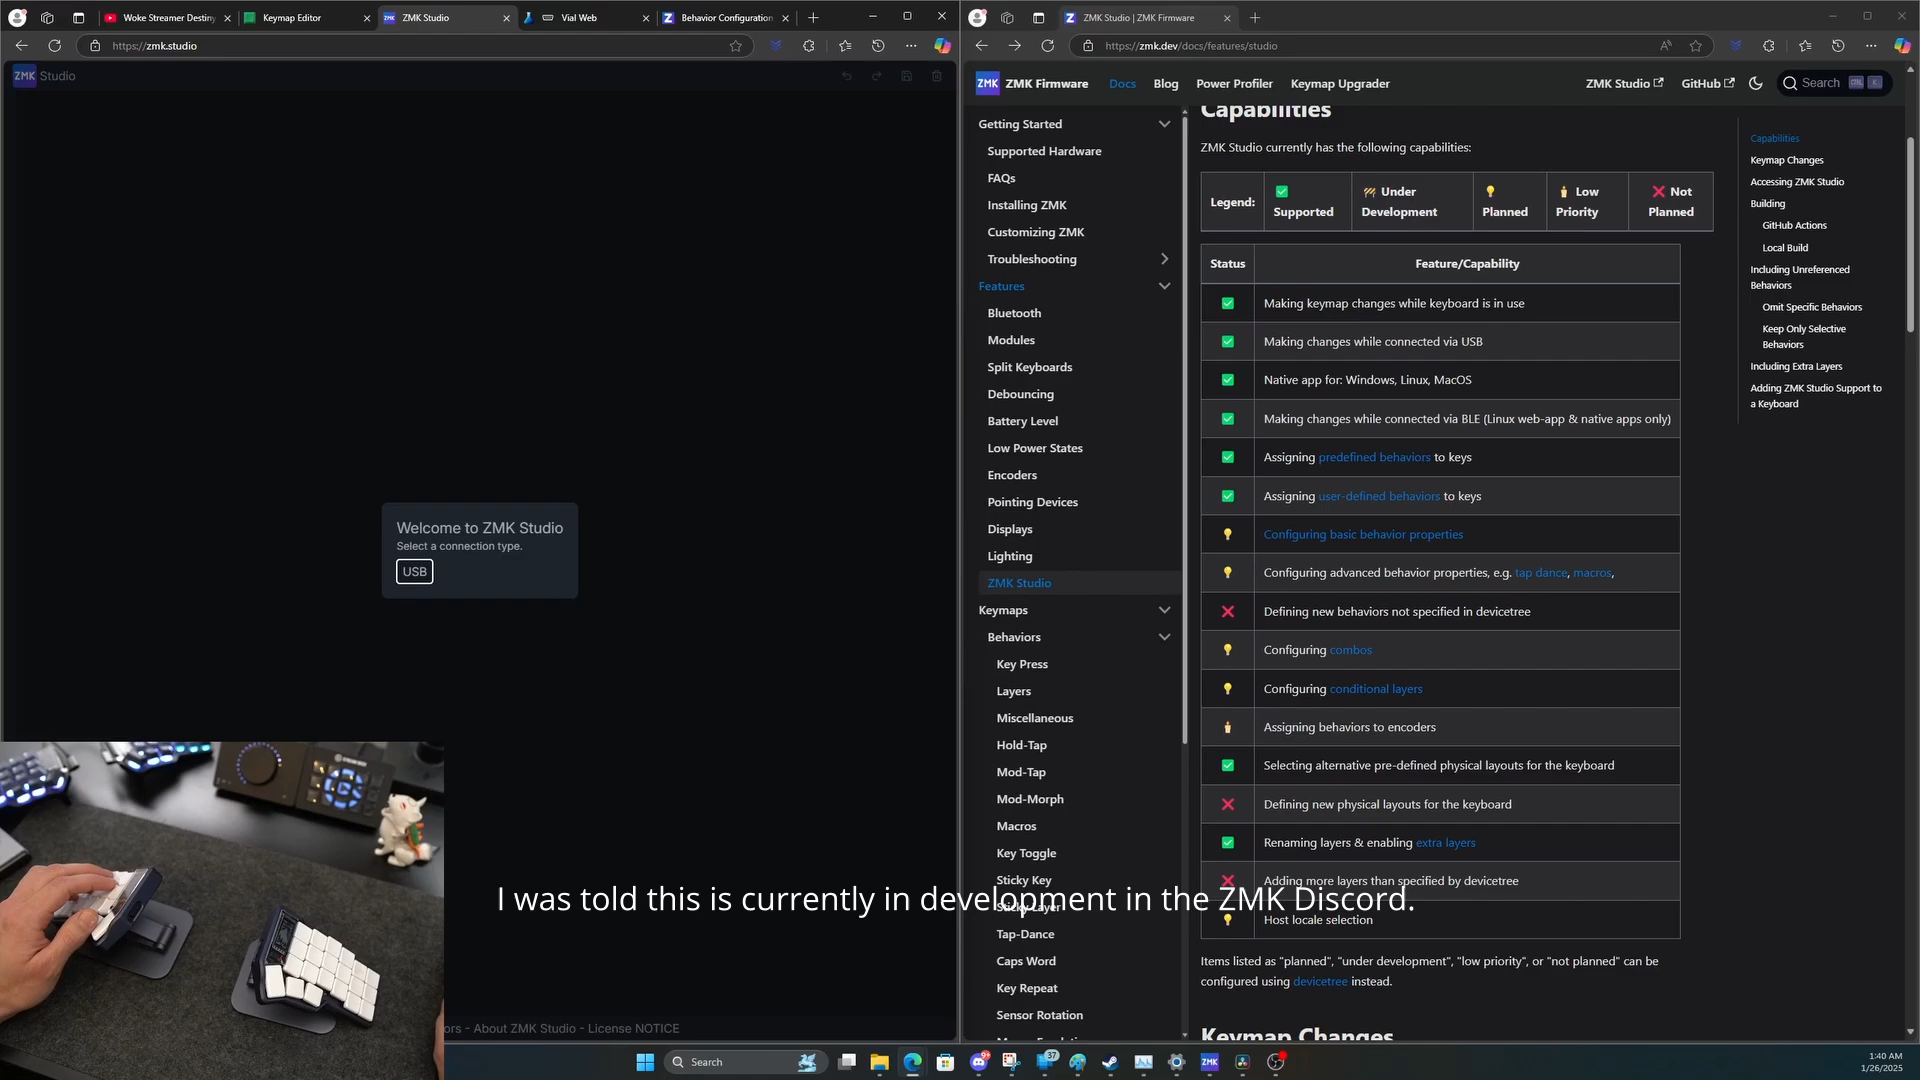 Woke Streamer Destiny
Keymap Editor
ZMK Studio
Vial Web
Behavior Configuration
https://zmk.studio
ZMK Studio
Welcome to ZMK Studio
Select a connection type.
USB
ors - About ZMK Studio - License NOTICE
ZMK Studio | ZMK Firmware
https://zmk.dev/docs/features/studio
ZMK ZMK Firmware
Docs
Blog
Power Profiler
Keymap Upgrader
ZMK Studio
GitHub
Search
Getting Started
Supported Hardware
FAQs
Installing ZMK
Customizing ZMK
Troubleshooting
Features
Bluetooth
Modules
Split Keyboards
Debouncing
Battery Level
Low Power States
Encoders
Pointing Devices
Displays
Lighting
ZMK Studio
Keymaps
Behaviors
Key Press
Layers
Miscellaneous
Hold-Tap
Mod-Tap
Mod-Morph
Macros
Key Toggle
Sticky Key
Sticky Layer
Tap-Dance
Caps Word
Key Repeat
Sensor Rotation
Capabilities
ZMK Studio currently has the following capabilities:
Legend:
Supported
Under
Development
Planned
Low
Priority
Not
Planned
Status
Feature/Capability
Making keymap changes while keyboard is in use
Making changes while connected via USB
Native app for: Windows, Linux, MacOS
Making changes while connected via BLE (Linux web-app & native apps only)
Assigning predefined behaviors to keys
Assigning user-defined behaviors to keys
Configuring basic behavior properties
Configuring advanced behavior properties, e.g. tap dance, macros,
Defining new behaviors not specified in devicetree
Configuring combos
Configuring conditional layers
Assigning behaviors to encoders
Selecting alternative pre-defined physical layouts for the keyboard
Defining new physical layouts for the keyboard
Renaming layers & enabling extra layers
Adding more layers than specified by devicetree
Host locale selection
Items listed as "planned", "under development", "low priority", or "not planned" can be
configured using devicetree instead.
Keymap Changes
Capabilities
Keymap Changes
Accessing ZMK Studio
Building
GitHub Actions
Local Build
Including Unreferenced
Behaviors
Omit Specific Behaviors
Keep Only Selective
Behaviors
Including Extra Layers
Adding ZMK Studio Support to
a Keyboard
I was told this is currently in development in the ZMK Discord.
Search
37
ZMK
1:40 AM
1/26/2025